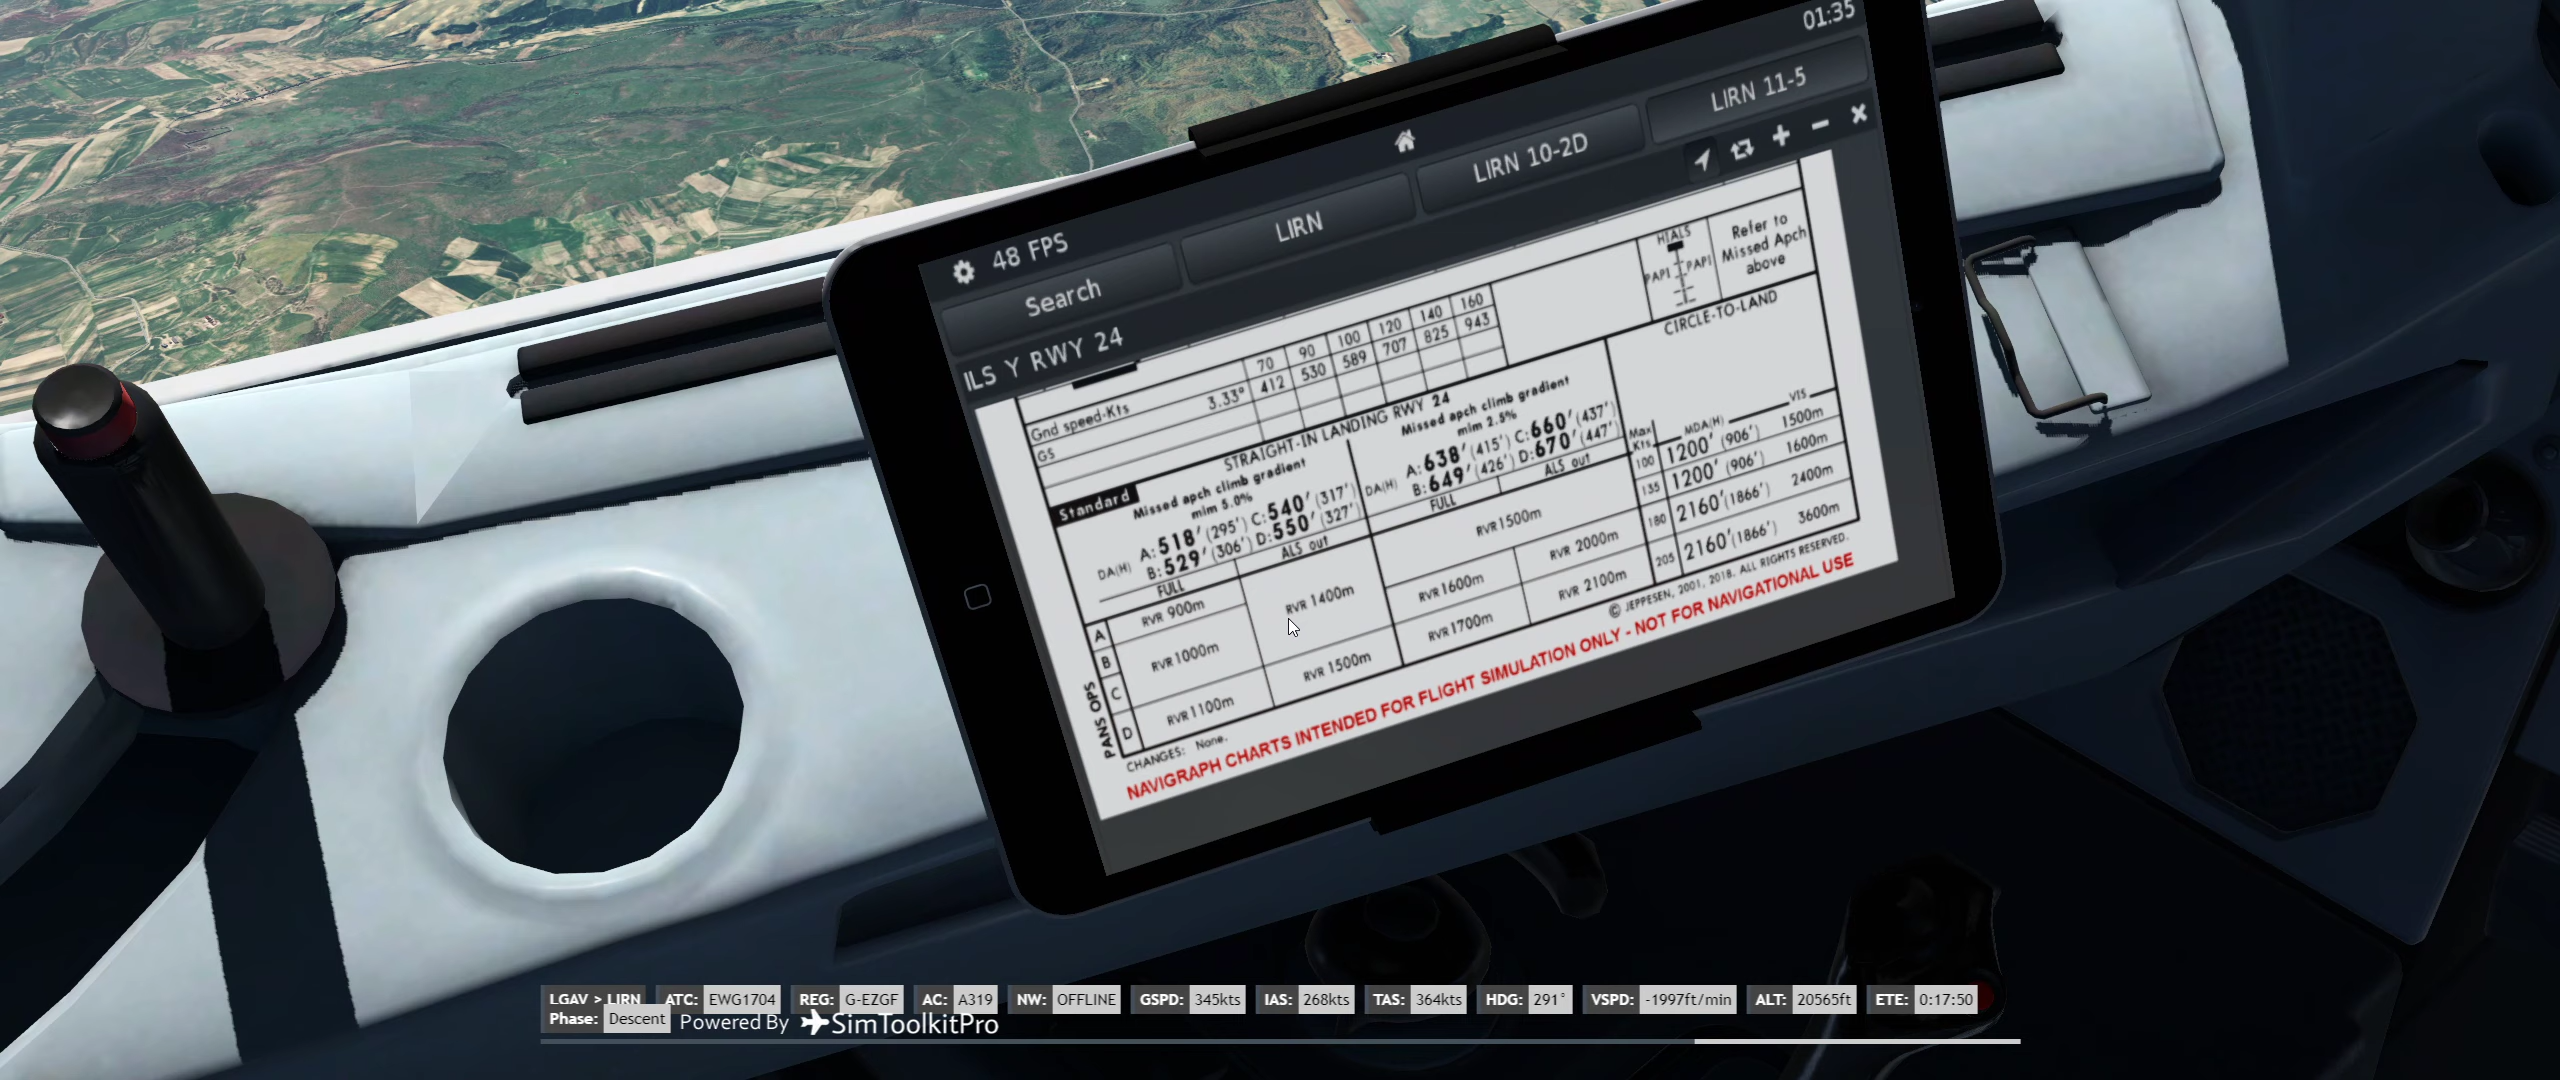 01:35
48 FPS
Search
LIRN
LIRN 10-2D
LIRN 11-5
ILS Y RWY 24
Gnd speed-Kts 70 90 100 120 140 160
GS 3.33° 412 530 589 707 825 943
HIALS
PAPI PAPI
Refer to
Missed Apch
above
Standard
STRAIGHT-IN LANDING RWY 24
CIRCLE-TO-LAND
Missed apch climb gradient
mim 5.0%
DA(H) A: 518' (295') C: 540' (317')
B: 529' (306') D: 550' (327')
FULL ALS out
Missed apch climb gradient
mim 2.5%
DA(H) A: 638' (415') C: 660' (437')
B: 649' (426') D: 670' (447')
FULL ALS out
Max
Kts MDA(H) VIS
100 1200' (906') 1500m
135 1200' (906') 1600m
180 2160' (1866') 2400m
205 2160' (1866') 3600m
PANS OPS
A RVR 900m
B RVR 1000m RVR 1400m RVR 1500m
C RVR 1600m RVR 2000m
D RVR 1100m RVR 1500m RVR 1700m RVR 2100m
CHANGES: None.
© JEPPESEN, 2001, 2018. ALL RIGHTS RESERVED.
NAVIGRAPH CHARTS INTENDED FOR FLIGHT SIMULATION ONLY - NOT FOR NAVIGATIONAL USE
LGAV > LIRN ATC: EWG1704 REG: G-EZGF AC: A319 NW: OFFLINE GSPD: 345kts IAS: 268kts TAS: 364kts HDG: 291° VSPD: -1997ft/min ALT: 20565ft ETE: 0:17:50
Phase: Descent Powered By SimToolkitPro